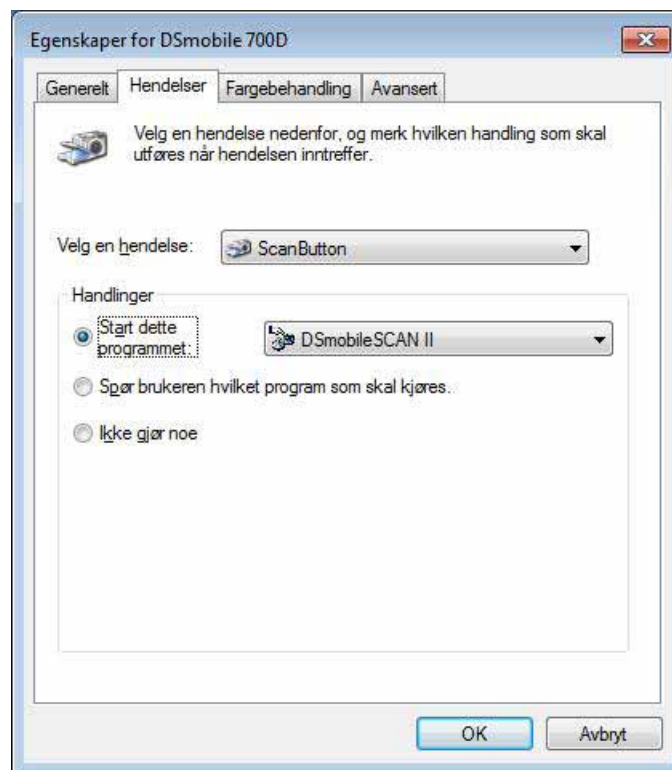 Egenskaper for DSmobile 700D
Generelt Hendelser Fargebehandling Avansert
Velg en hendelse nedenfor, og merk hvilken handling som skal
utføres når hendelsen inntreffer.
Velg en hendelse: ScanButton
Handlinger
Start dette
programmet: DSmobileSCAN II
Spør brukeren hvilket program som skal kjøres.
Ikke gjør noe
OK Avbryt